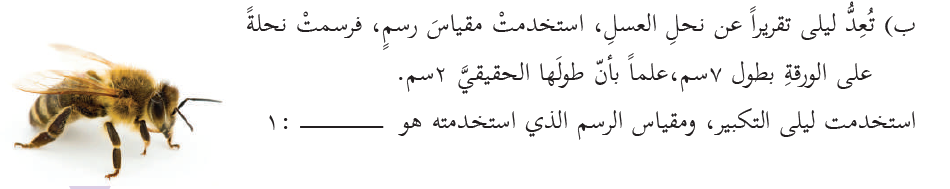 ب) تُعِدُّ ليلى تقريراً عن نحلِ العسلِ، استخدمتْ مقياسَ رسمٍ، فرسمتْ نحلةً
على الورقةِ بطول ٧سم،علماً بأنّ طولَها الحقيقيَّ ٢سم.
استخدمت ليلى التكبير، ومقياس الرسم الذي استخدمته هو ______ : ١